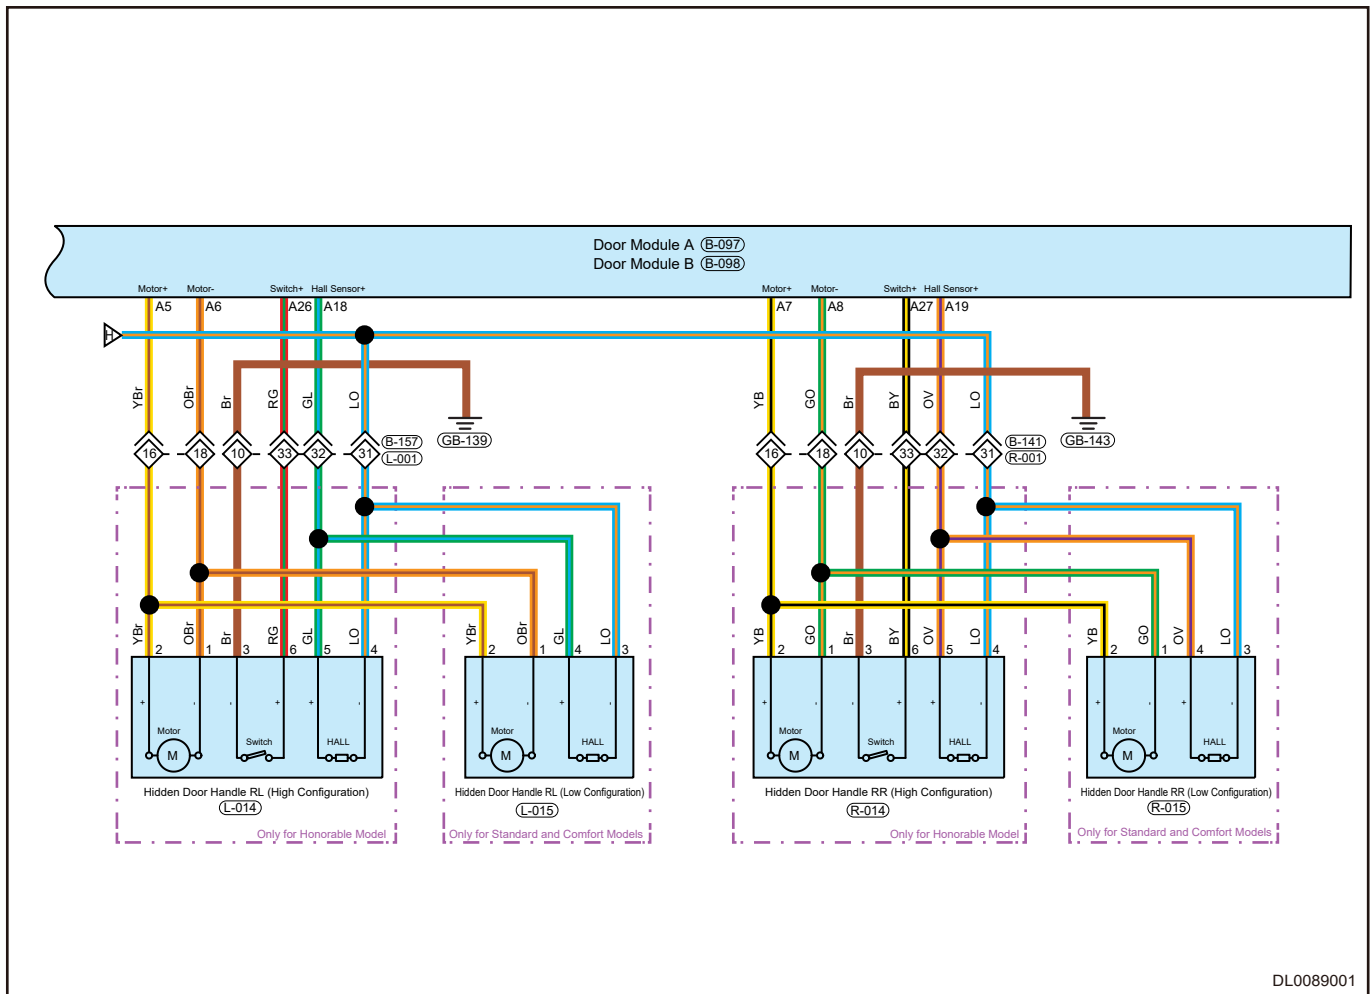 Door Module A B-097
Door Module B B-098
Motor+ Motor- Switch+ Hall Sensor+ Motor+ Motor- Switch+ Hall Sensor+
A5 A6 A26 A18 A7 A8 A27 A19
H
YBr OBr Br RG GL LO YB GO Br BY OV LO
16 18 10 33 32 31 B-157 L-001 GB-139 16 18 10 33 32 31 B-141 R-001 GB-143
YBr OBr Br RG GL LO YBr OBr GL LO YB GO Br BY OV LO YB GO OV LO
2 1 3 6 5 4 2 1 4 3 2 1 3 6 5 4 2 1 4 3
+ - + + - + - + - + - + + - + - + -
Motor Switch HALL Motor HALL Motor Switch HALL Motor HALL
M M M M
Hidden Door Handle RL (High Configuration) Hidden Door Handle RL (Low Configuration) Hidden Door Handle RR (High Configuration) Hidden Door Handle RR (Low Configuration)
L-014 L-015 R-014 R-015
Only for Honorable Model Only for Standard and Comfort Models Only for Honorable Model Only for Standard and Comfort Models
DL0089001